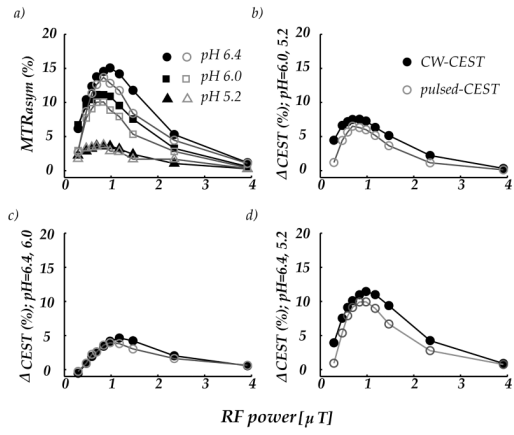 a)
MTRasym (%)
20
15
10
5
0
0 1 2 3 4
pH 6.4
pH 6.0
pH 5.2
b)
ΔCEST (%); pH=6.0, 5.2
20
15
10
5
0
0 1 2 3 4
CW-CEST
pulsed-CEST
c)
ΔCEST (%); pH=6.4, 6.0
20
15
10
5
0
0 1 2 3 4
d)
ΔCEST (%); pH=6.4, 5.2
20
15
10
5
0
0 1 2 3 4
RF power[μT]